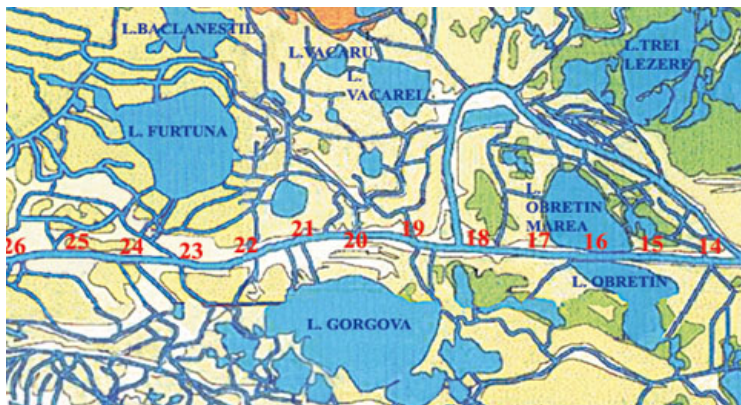 L.BACLANESTIL
L.VACARU
L.
VACAREL
L.TREI
LEZERE
L. FURTUNA
L.
OBRETIN
MAREA
26 25 24 23 22 21 20 19 18 17 16 15 14
L. OBRETIN
L. GORGOVA